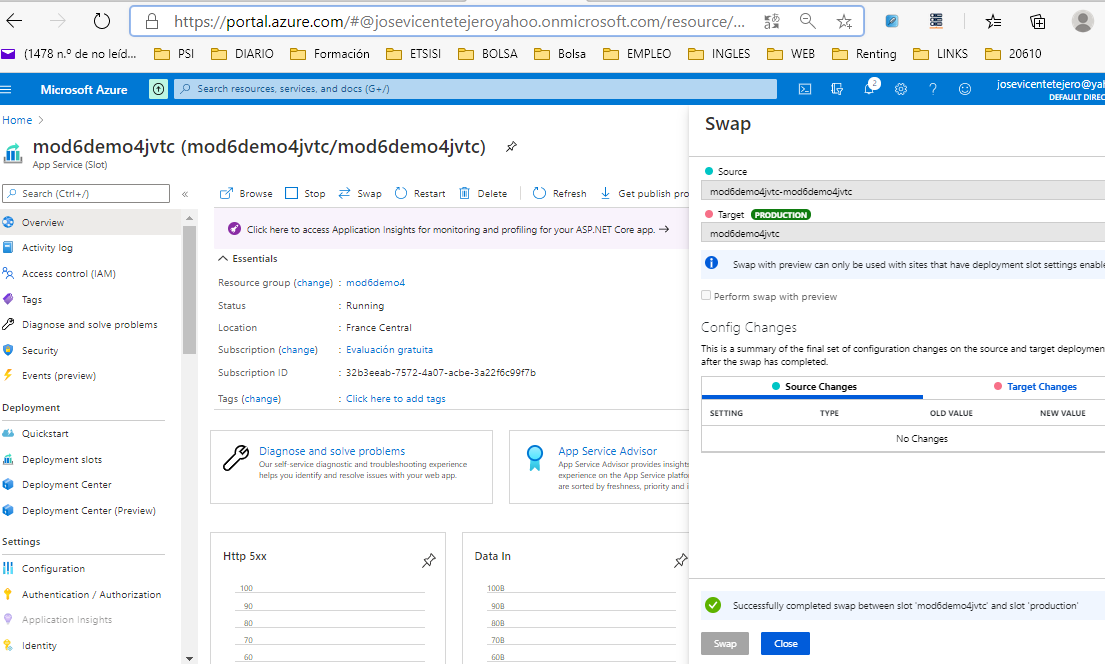 https://portal.azure.com/#@josevicentetejeroyahoo.onmicrosoft.com/resource/...
(1478 n.º de no leíd... PSI DIARIO Formación ETSISI BOLSA Bolsa EMPLEO INGLES WEB Renting LINKS 20610
Microsoft Azure Search resources, services, and docs (G+/) 2 josevicentetejero@yah
DEFAULT DIREC
Home
mod6demo4jvtc (mod6demo4jvtc/mod6demo4jvtc)
App Service (Slot)
Search (Ctrl+/)
Overview
Activity log
Access control (IAM)
Tags
Diagnose and solve problems
Security
Events (preview)
Deployment
Quickstart
Deployment slots
Deployment Center
Deployment Center (Preview)
Settings
Configuration
Authentication / Authorization
Application Insights
Identity
Browse Stop Swap Restart Delete Refresh Get publish pro
Click here to access Application Insights for monitoring and profiling for your ASP.NET Core app. →
Essentials
Resource group (change) : mod6demo4
Status : Running
Location : France Central
Subscription (change) : Evaluación gratuita
Subscription ID : 32b3eeab-7572-4a07-acbe-3a22f6c99f7b
Tags (change) : Click here to add tags
Diagnose and solve problems
Our self-service diagnostic and troubleshooting experience
helps you identify and resolve issues with your web app.
App Service Advisor
App Service Advisor provides insights
experience on the App Service platfo
are sorted by freshness, priority and i
Http 5xx
100
90
80
70
60
Data In
100B
90B
80B
70B
60B
Swap
Source
mod6demo4jvtc-mod6demo4jvtc
Target PRODUCTION
mod6demo4jvtc
Swap with preview can only be used with sites that have deployment slot settings enable
Perform swap with preview
Config Changes
This is a summary of the final set of configuration changes on the source and target deploymen
after the swap has completed.
Source Changes Target Changes
SETTING TYPE OLD VALUE NEW VALUE
No Changes
Successfully completed swap between slot 'mod6demo4jvtc' and slot 'production'
Swap Close